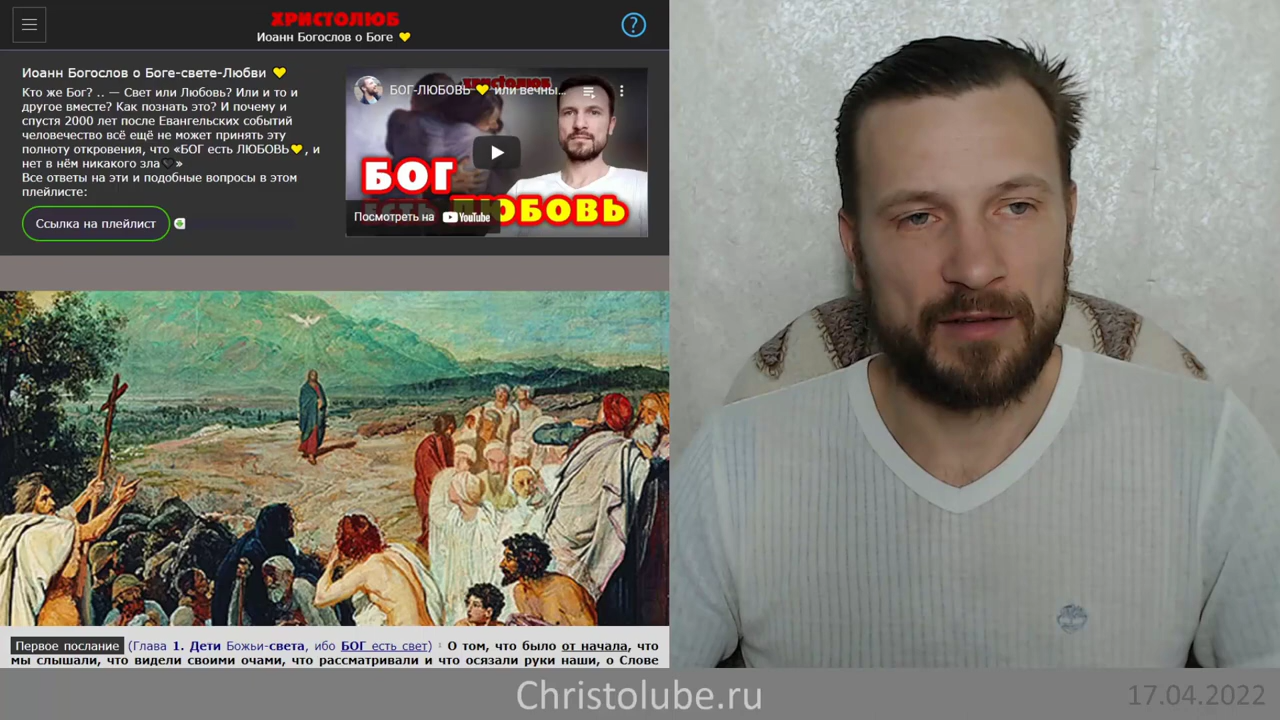 ХРИСТОЛЮБ
Иоанн Богослов о Боге 💛
?
Иоанн Богослов о Боге-свете-Любви 💛
Кто же Бог? .. — Свет или Любовь? Или и то и
другое вместе? Как познать это? И почему и
спустя 2000 лет после Евангельских событий
человечество всё ещё не может принять эту
полноту откровения, что «БОГ есть ЛЮБОВЬ💛, и
нет в нём никакого зла🖤»
Все ответы на эти и подобные вопросы в этом
плейлисте:
Ссылка на плейлист
ХРИСТОЛЮБ
БОГ-ЛЮБОВЬ 💛 или вечны...
БОГ
ЕСТЬ ЛЮБОВЬ
Посмотреть на YouTube
Первое послание (Глава 1. Дети Божьи-света, ибо БОГ есть свет) 1 О том, что было от начала, что
мы слышали, что видели своими очами, что рассматривали и что осязали руки наши, о Слове
Christolube.ru
17.04.2022